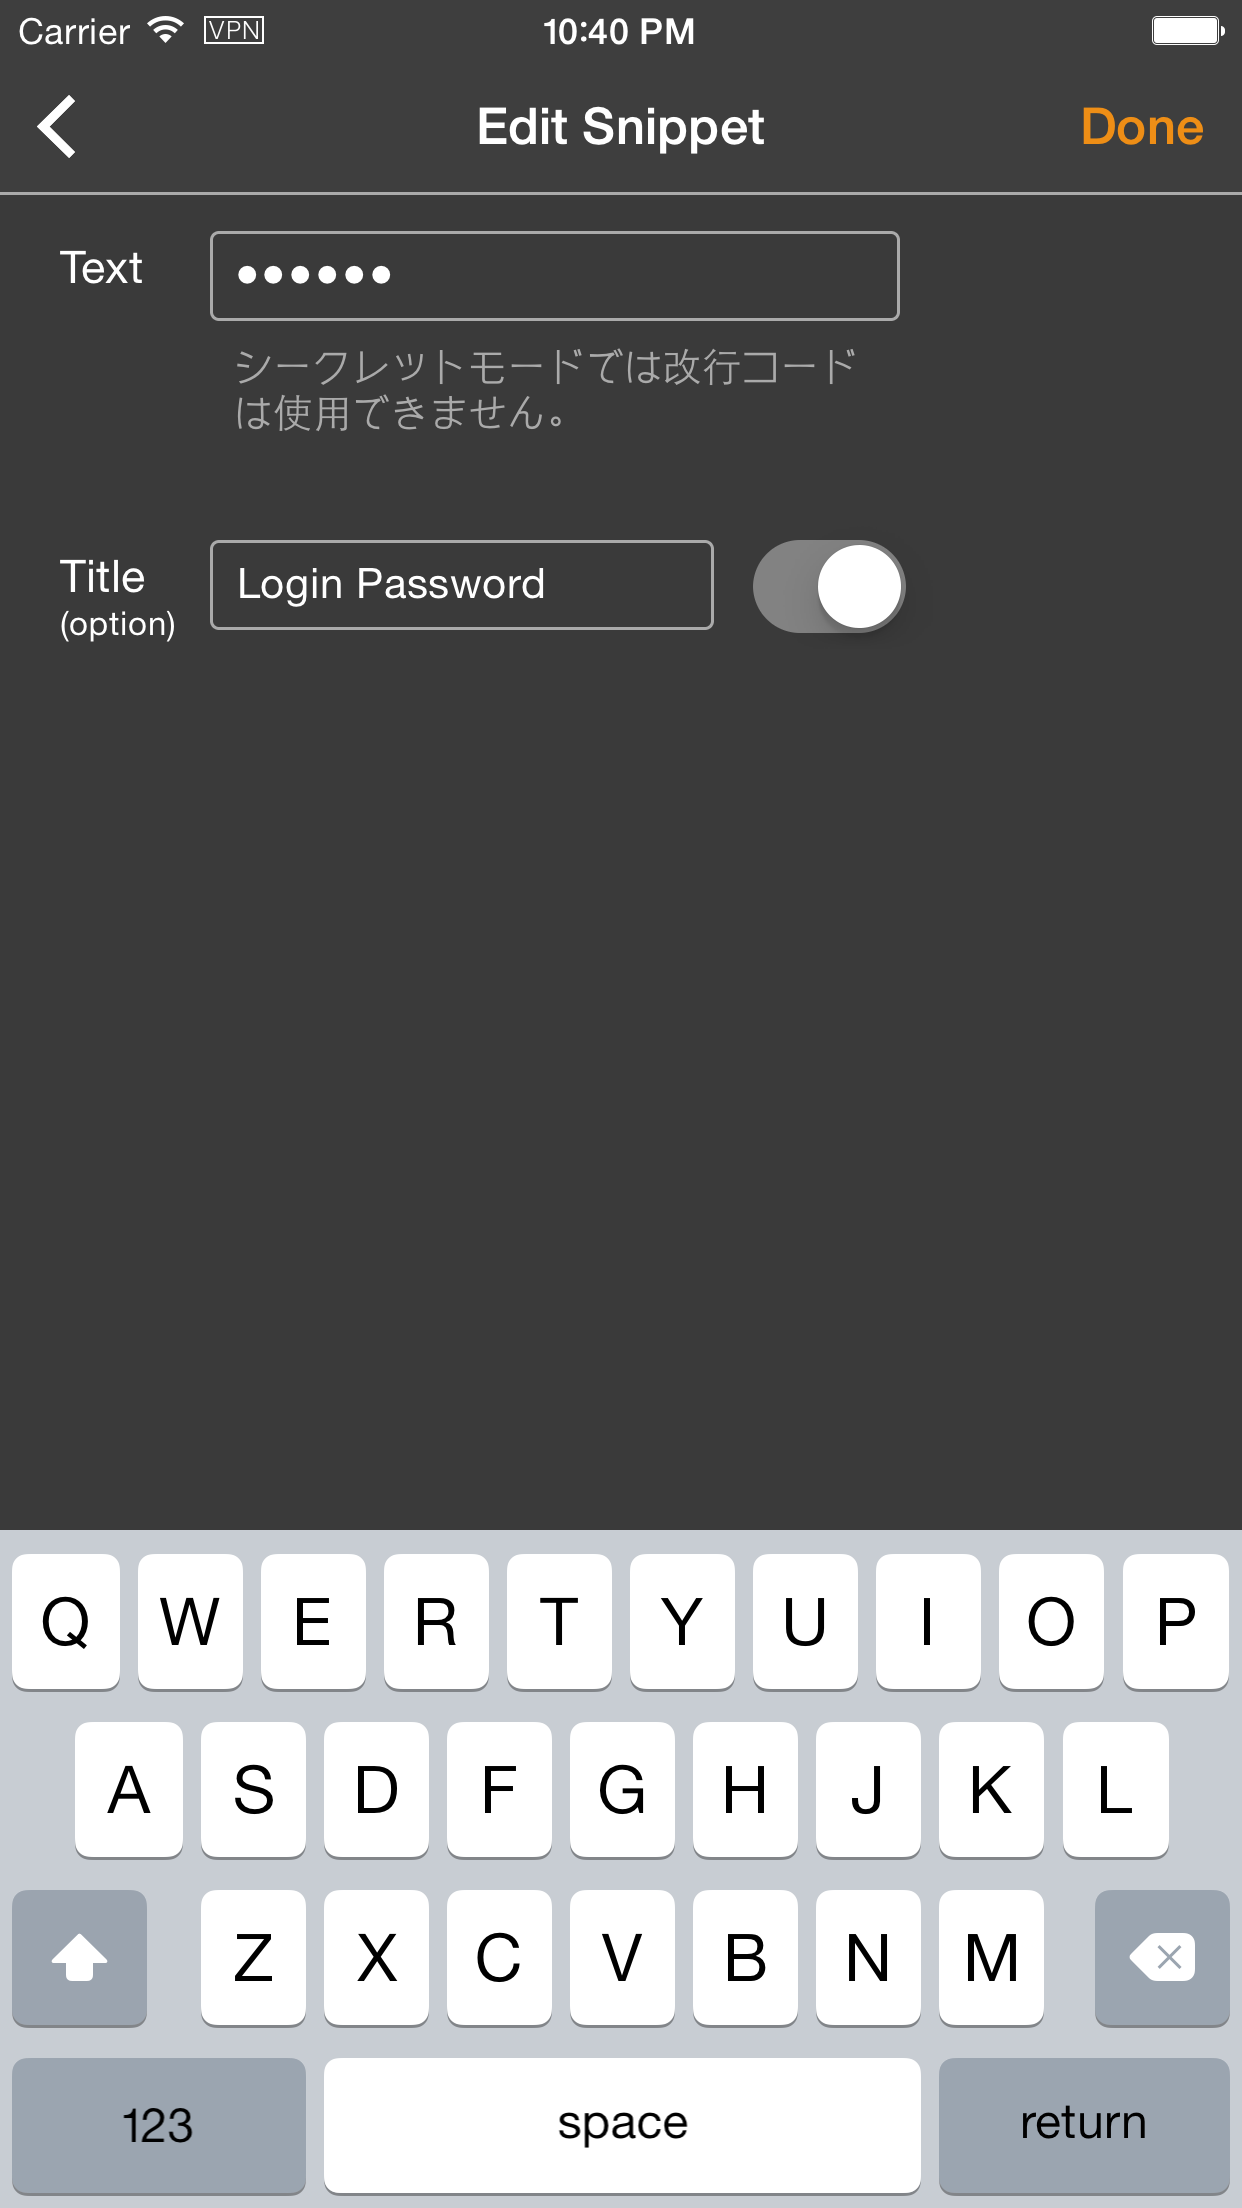 Carrier VPN 10:40 PM
Edit Snippet Done
Text ••••••
シークレットモードでは改行コード
は使用できません。
Title Login Password
(option)
Q W E R T Y U I O P
A S D F G H J K L
Z X C V B N M
123 space return